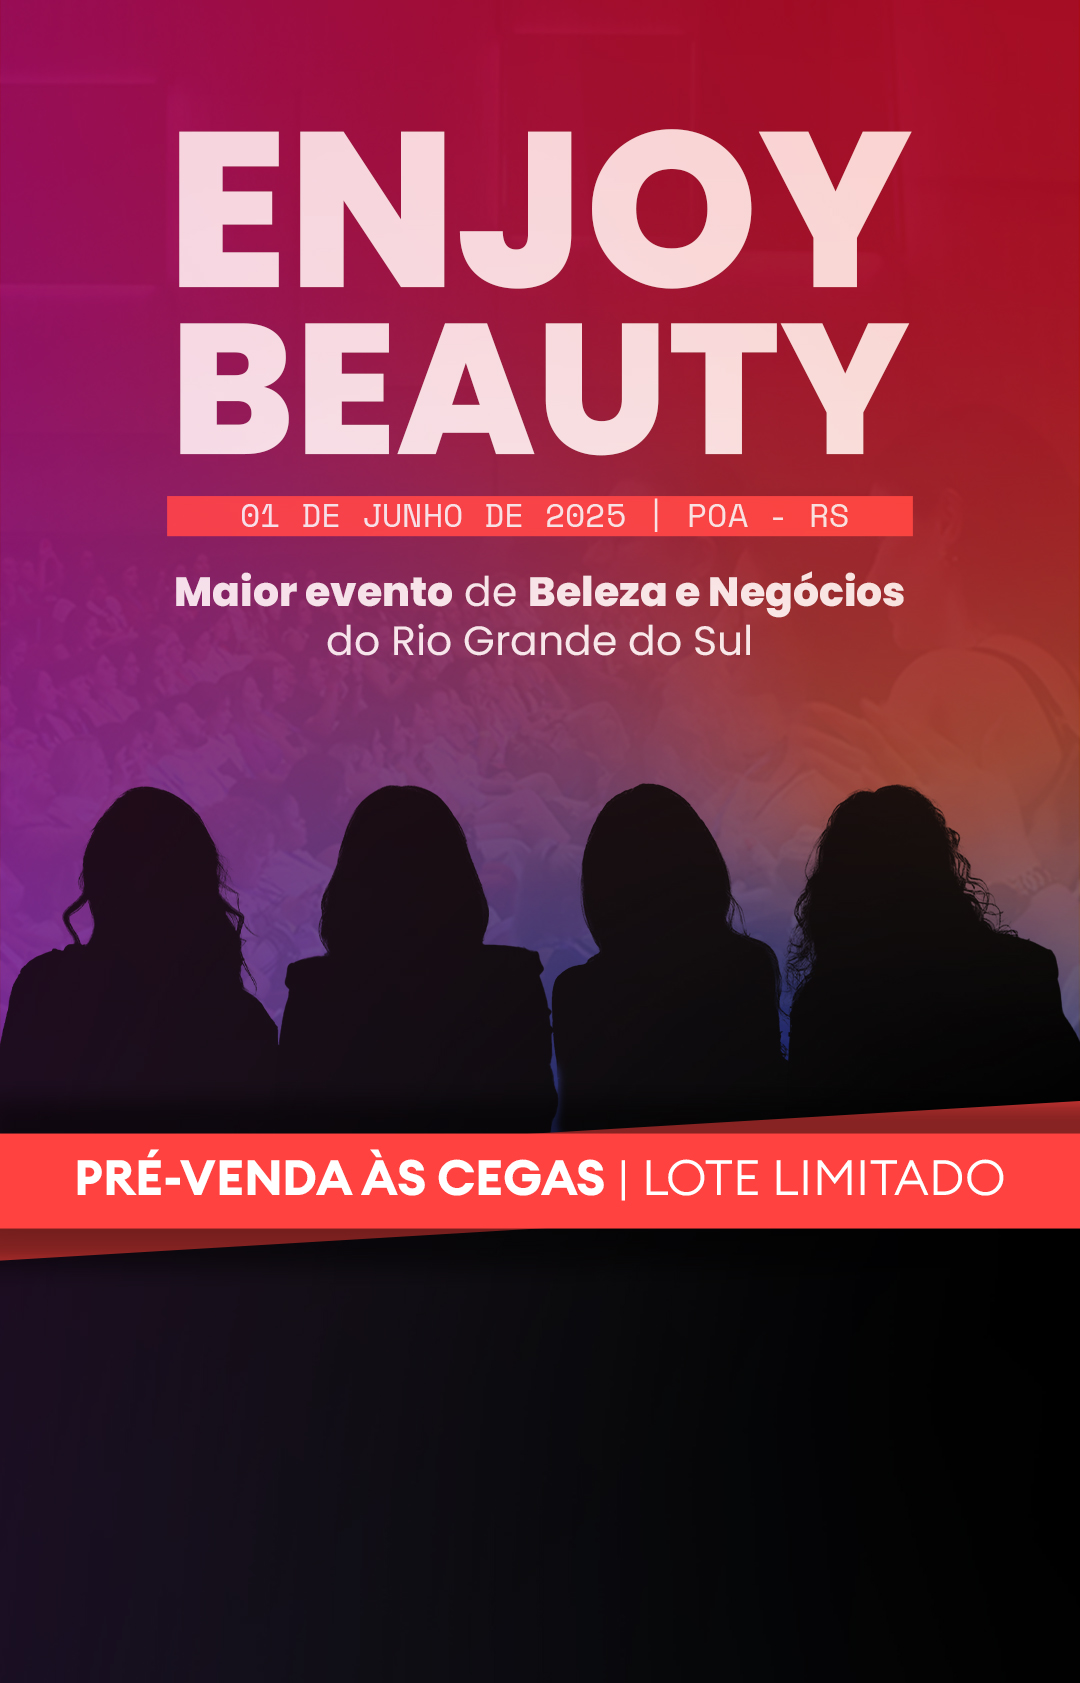 ENJOY
BEAUTY
01 DE JUNHO DE 2025 | POA - RS
Maior evento de Beleza e Negócios
do Rio Grande do Sul
PRÉ-VENDA ÀS CEGAS | LOTE LIMITADO